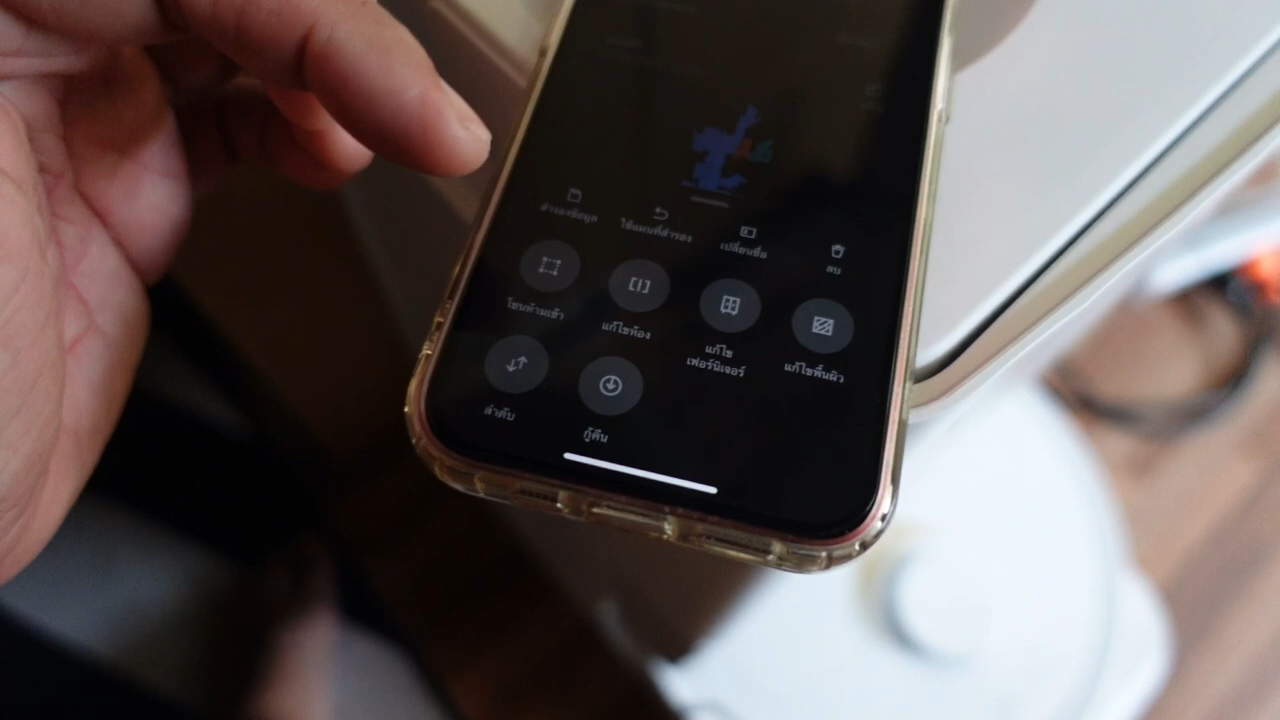 สำรองข้อมูล
ใช้แผนที่สำรอง
เปลี่ยนชื่อ
ลบ
โซนห้ามเข้า
แก้ไขห้อง
แก้ไข
เฟอร์นิเจอร์
แก้ไขพื้นผิว
ลำดับ
กู้คืน